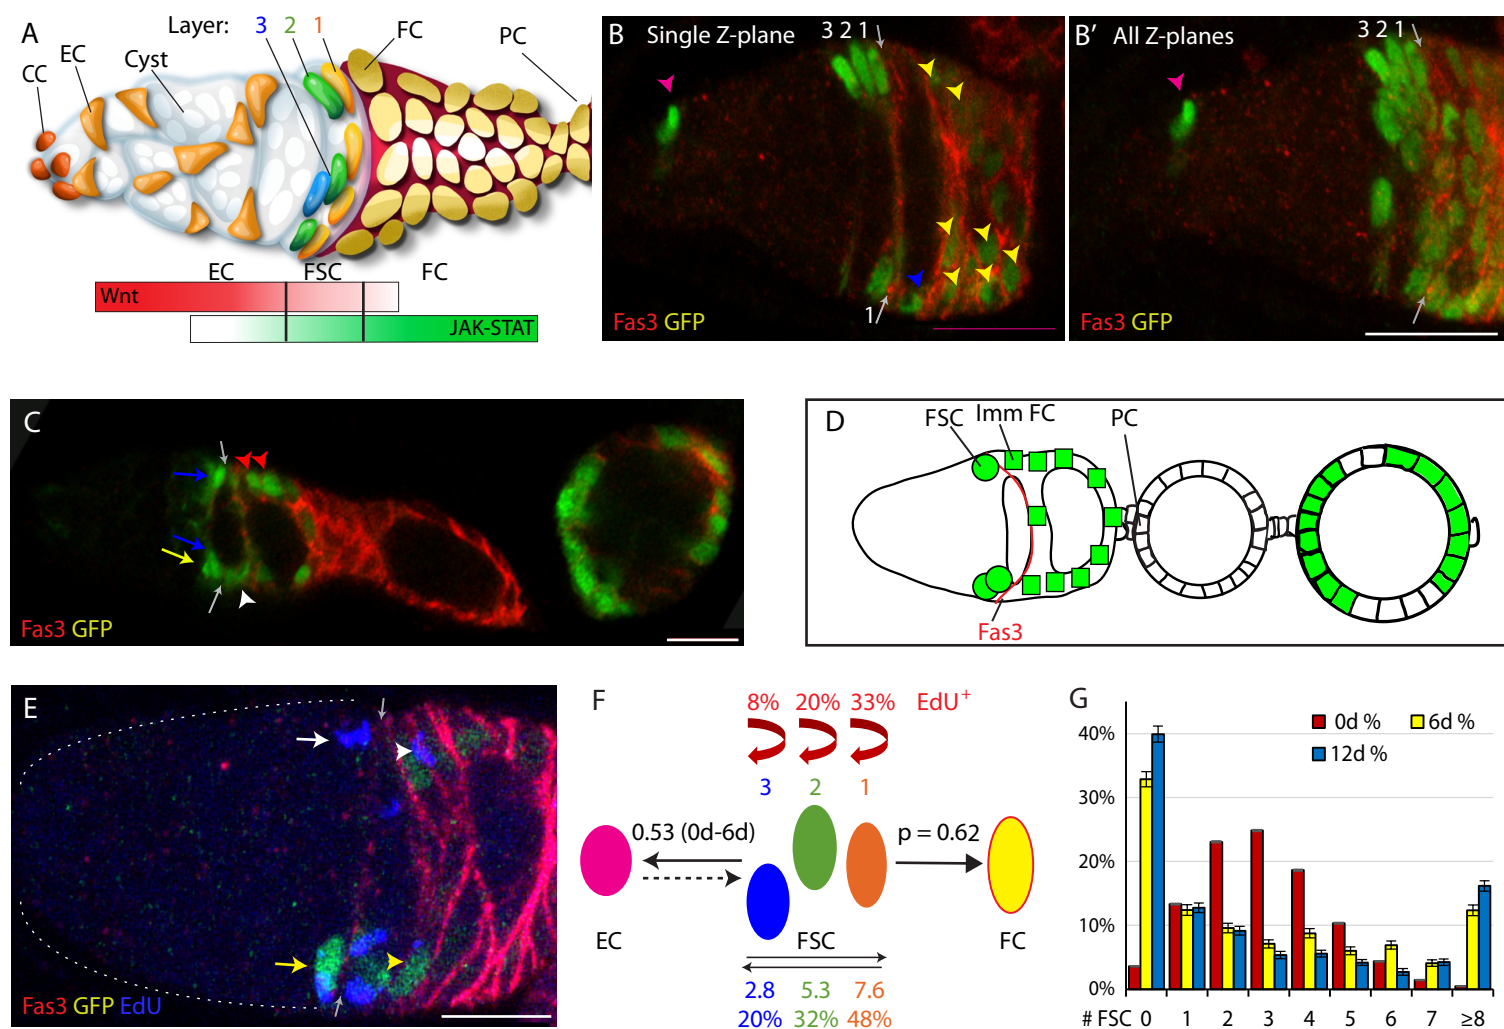 A
Layer: 3 2 1
FC
PC
EC
Cyst
CC
EC FSC FC
Wnt
JAK-STAT
B Single Z-plane
3 2 1
1
Fas3 GFP
B′ All Z-planes
3 2 1
Fas3 GFP
C
Fas3 GFP
D
FSC Imm FC PC
Fas3
E
Fas3 GFP EdU
F
8% 20% 33% EdU+
3 2 1
0.53 (0d-6d)
p = 0.62
EC FSC FC
2.8 5.3 7.6
20% 32% 48%
G
0d % 6d %
12d %
40%
30%
20%
10%
0%
# FSC 0 1 2 3 4 5 6 7 ≥8